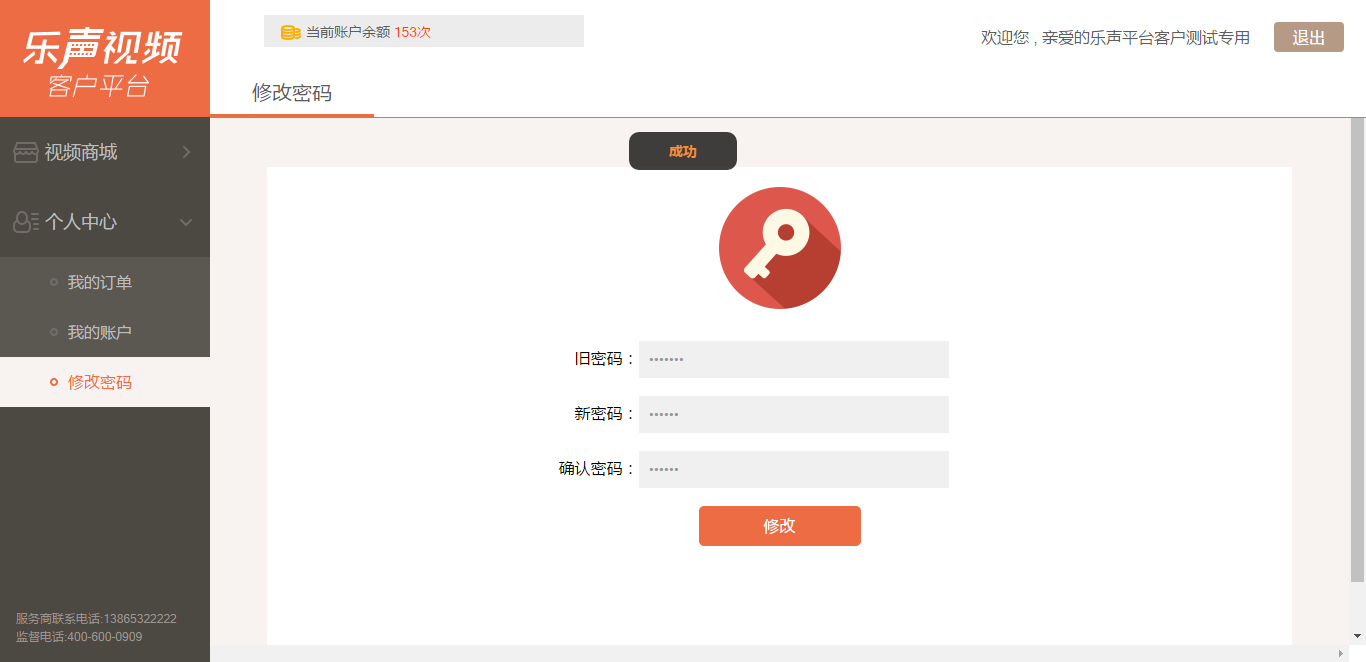 乐声视频
客户平台
当前账户余额 153次
欢迎您 , 亲爱的乐声平台客户测试专用
退出
修改密码
视频商城
个人中心
我的订单
我的账户
修改密码
成功
旧密码：
•••••••
新密码：
••••••
确认密码：
••••••
修改
服务商联系电话:13865322222
监督电话:400-600-0909